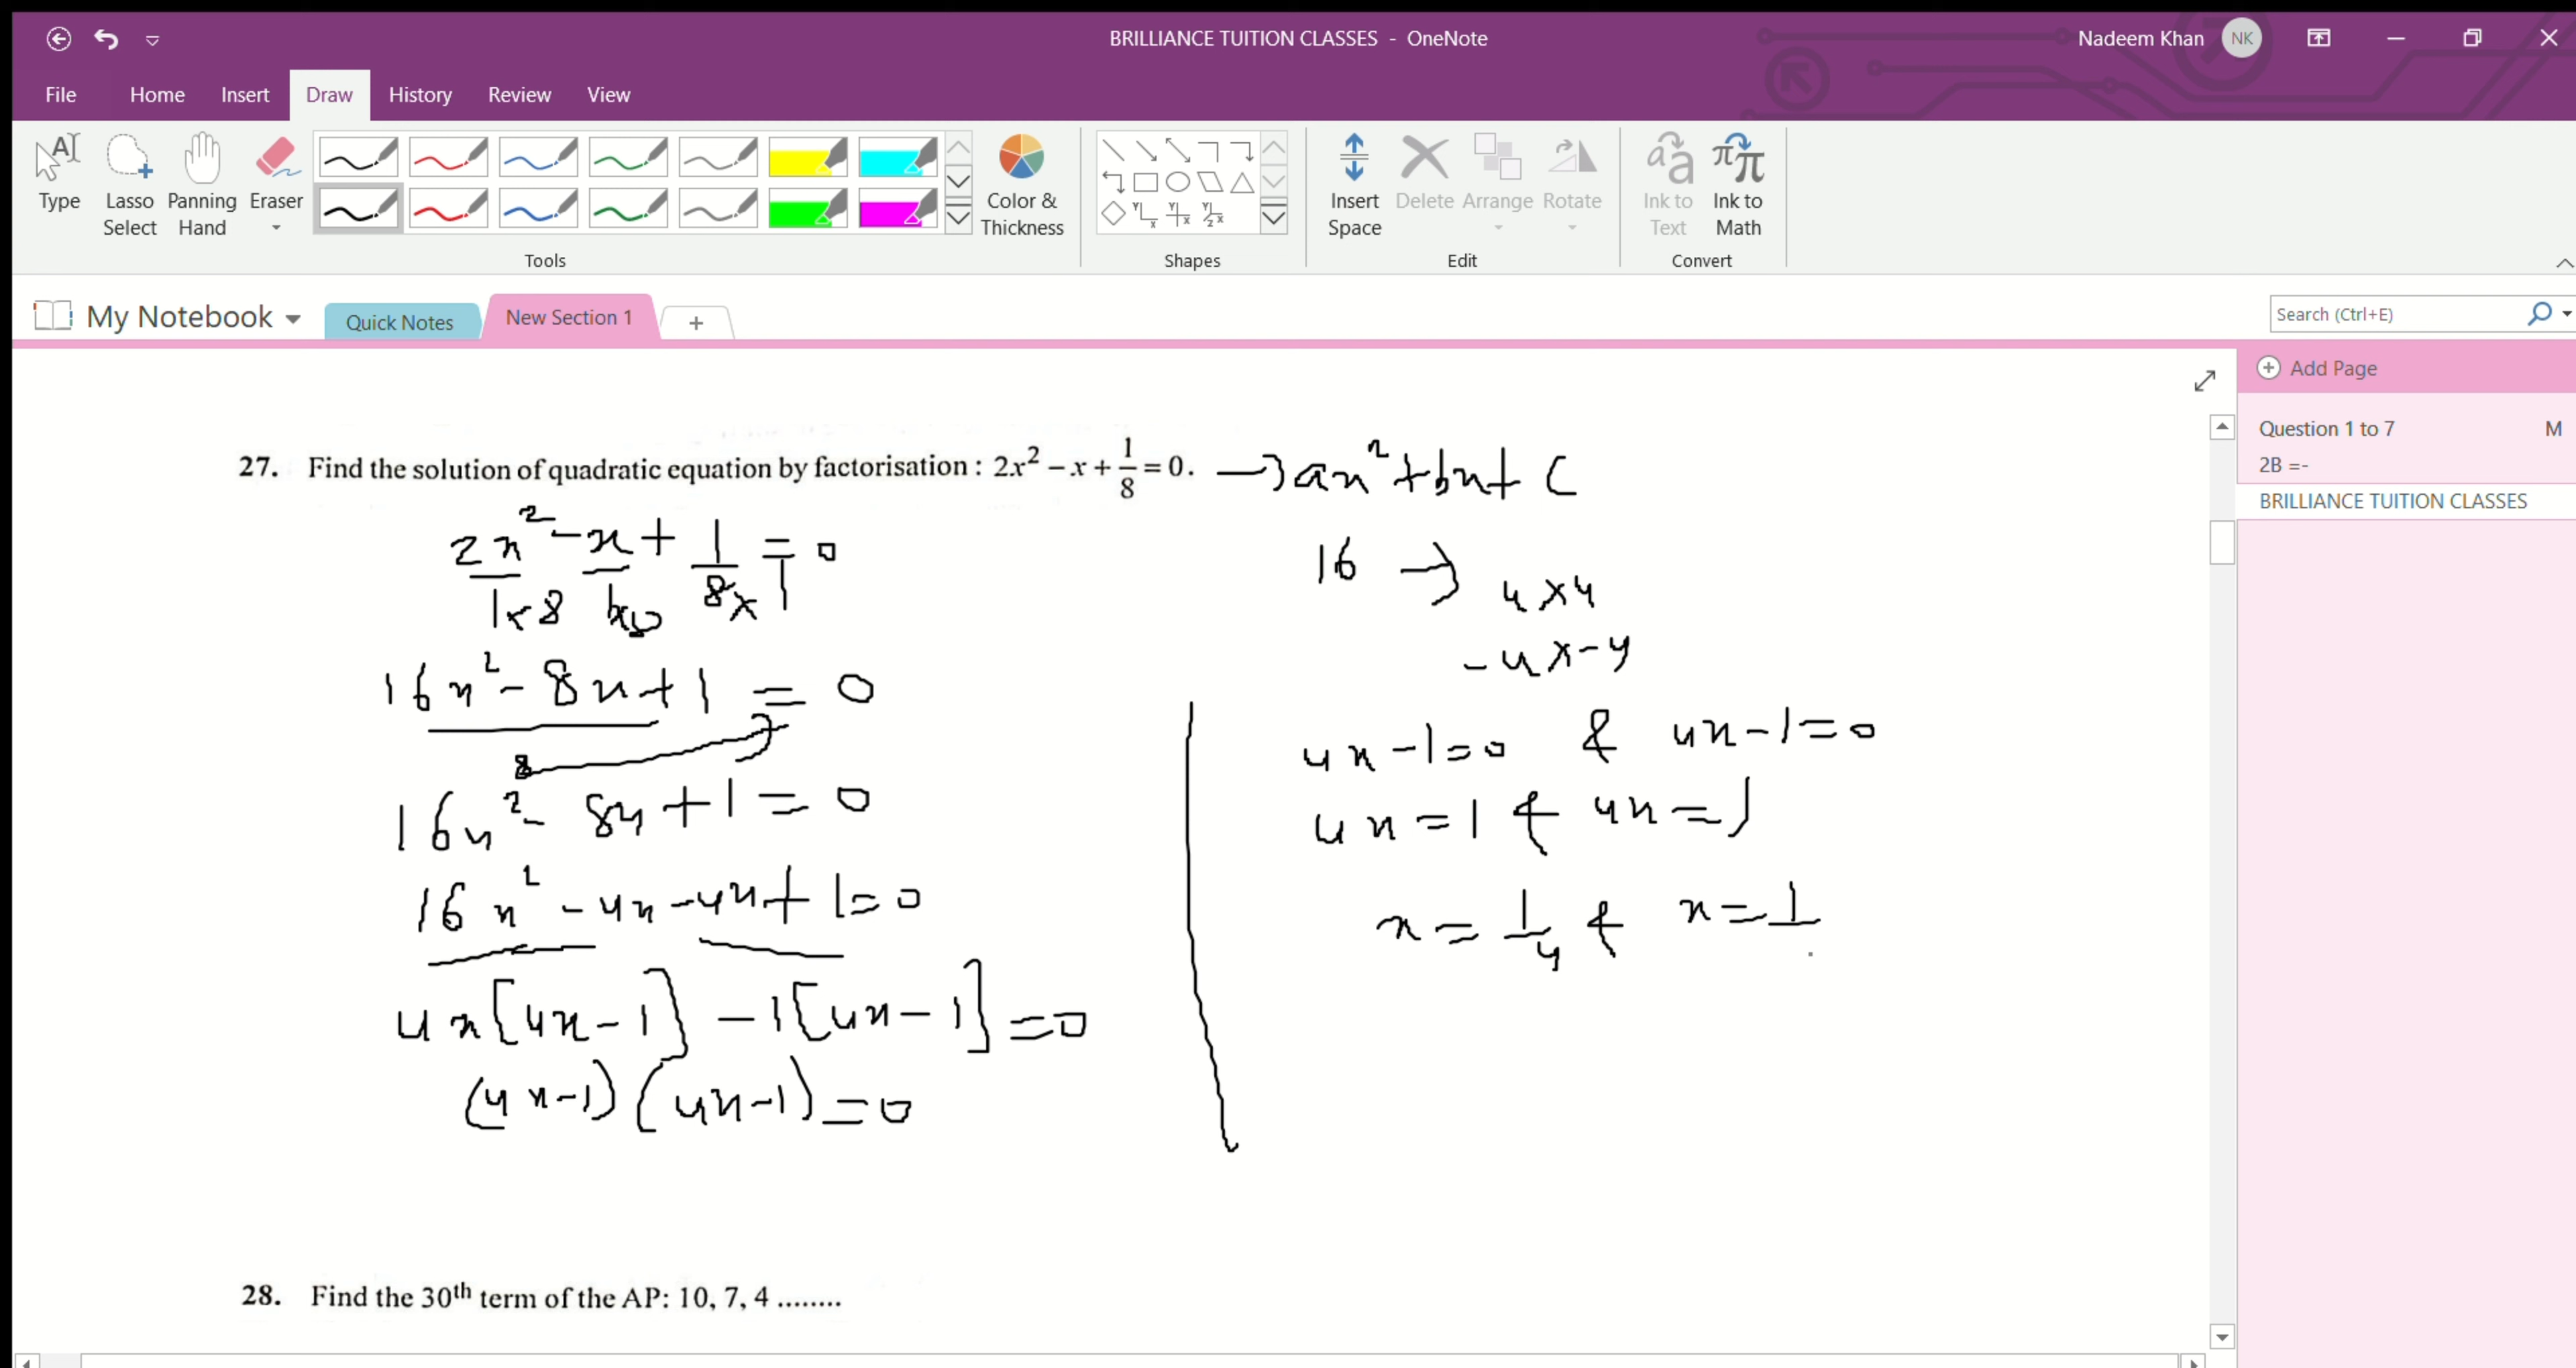 BRILLIANCE TUITION CLASSES - OneNote
Nadeem Khan NK
File Home Insert Draw History Review View
Type Lasso Select Panning Hand Eraser Color & Thickness Insert Space Delete Arrange Rotate Ink to Text Ink to Math
Tools Shapes Edit Convert
My Notebook Quick Notes New Section 1 +
Search (Ctrl+E)
Add Page
Question 1 to 7 M
2B =-
BRILLIANCE TUITION CLASSES
27. Find the solution of quadratic equation by factorisation : 2x² – x + 1/8 = 0. → ax² + bx + c
2x² - x + 1/8 = 0
1x8 8x1
16x² - 8x + 1 = 0
8
16x² - 8x + 1 = 0
16x² - 4x - 4x + 1 = 0
4x[4x - 1] - 1[4x - 1] = 0
(4x-1)(4x-1) = 0
16 → 4x4
-4x-4
4x-1=0 & 4x-1=0
4x=1 & 4x=1
x=1/4 & x=1
28. Find the 30th term of the AP: 10, 7, 4 ........